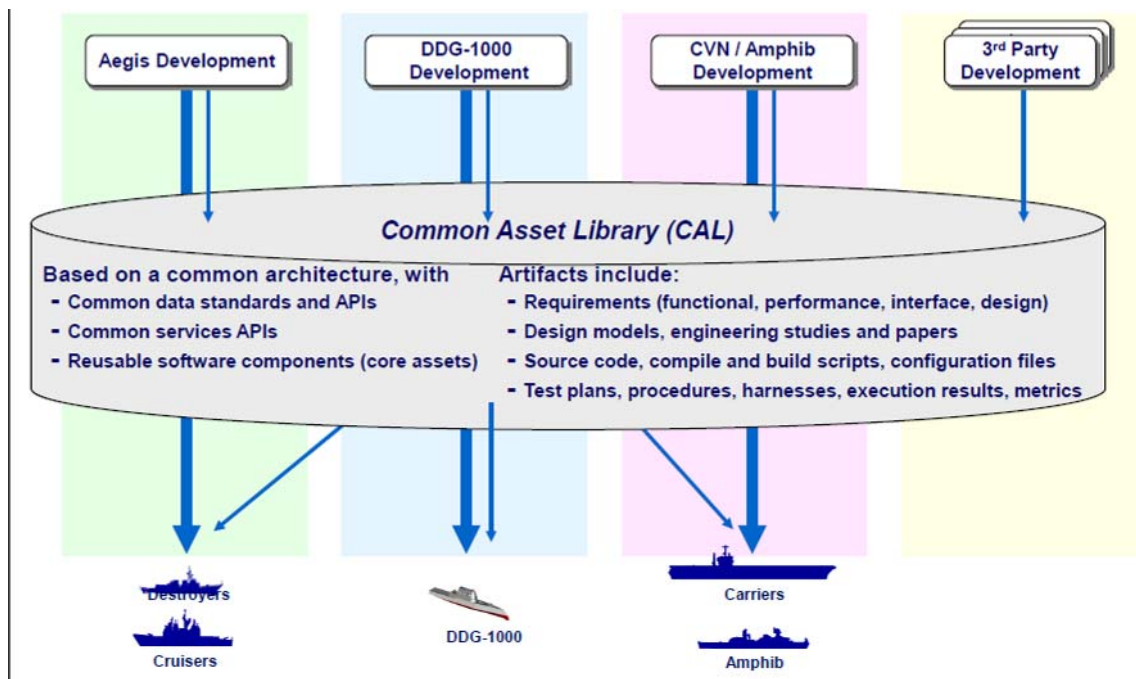 Aegis Development
DDG-1000
Development
CVN / Amphib
Development
3rd Party
Development
Common Asset Library (CAL)
Based on a common architecture, with
- Common data standards and APIs
- Common services APIs
- Reusable software components (core assets)
Artifacts include:
- Requirements (functional, performance, interface, design)
- Design models, engineering studies and papers
- Source code, compile and build scripts, configuration files
- Test plans, procedures, harnesses, execution results, metrics
Destroyers
Cruisers
DDG-1000
Carriers
Amphib